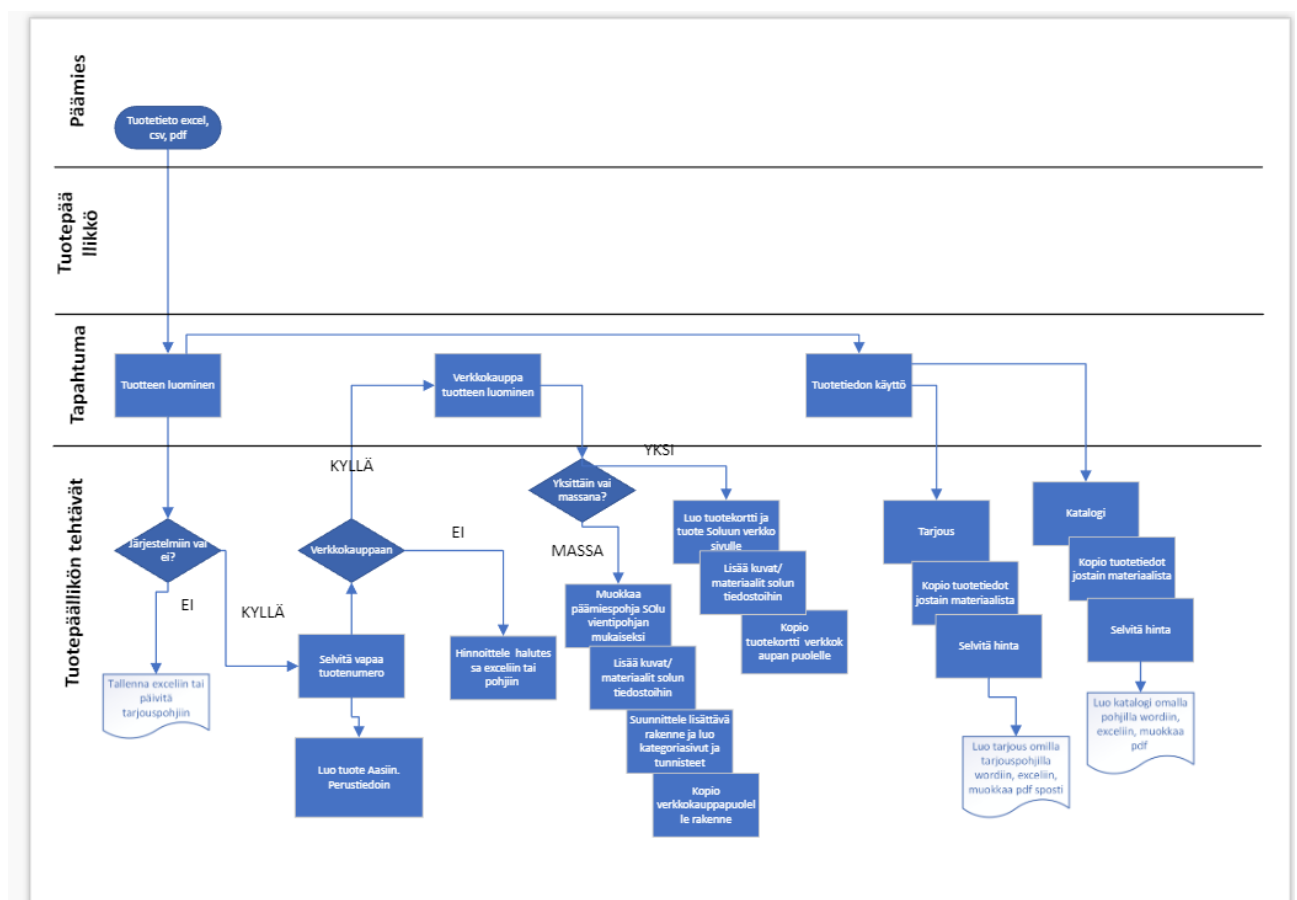 Päämies
Tuotetieto excel,
csv, pdf
Tuotepää
llikkö
Tapahtuma
Tuotteen luominen
Verkkokauppa
tuotteen luominen
Tuotetiedon käyttö
Tuotepäällikön tehtävät
Järjestelmiin vai
ei?
EI
KYLLÄ
Tallenna exceliin tai
päivitä
tarjouspohjiin
KYLLÄ
Verkkokauppaan
EI
Selvitä vapaa
tuotenumero
Luo tuote Aasiin.
Perustiedoin
Hinnoittele halutes
sa exceliin tai
pohjiin
Yksittäin vai
massana?
YKSI
MASSA
Muokkaa
päämiespohja SOlu
vientipohjan
mukaiseksi
Lisää kuvat/
materiaalit solun
tiedostoihin
Suunnittele lisättävä
rakenne ja luo
kategoriasivut ja
tunnisteet
Kopio
verkkokauppapuolel
le rakenne
Luo tuotekortti ja
tuote Soluun verkko
sivulle
Lisää kuvat/
materiaalit solun
tiedostoihin
Kopio
tuotekortti verkkok
aupan puolelle
Tarjous
Kopio tuotetiedot
jostain materiaalista
Selvitä hinta
Luo tarjous omilla
tarjouspohjilla
wordiin, exceliin,
muokkaa pdf sposti
Katalogi
Kopio tuotetiedot
jostain materiaalista
Selvitä hinta
Luo katalogi omalla
pohjilla wordiin,
exceliin, muokkaa
pdf